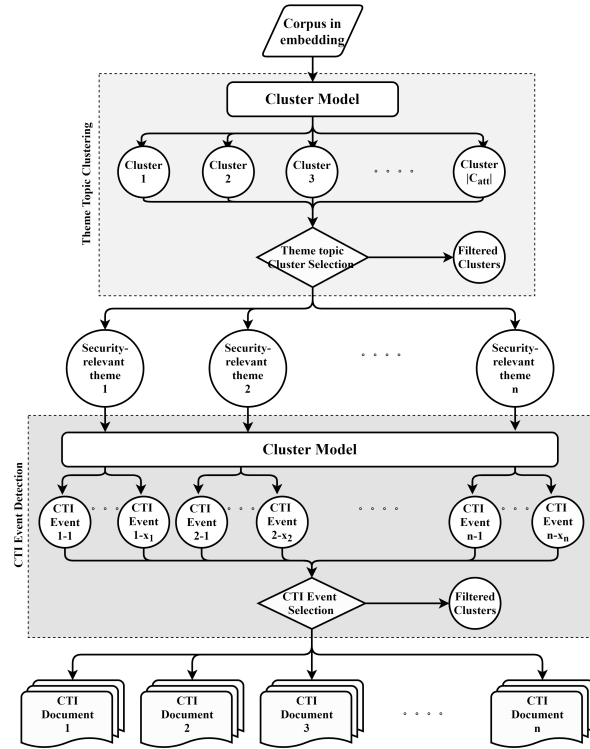 Corpus in
embedding
Theme Topic Clustering
Cluster Model
Cluster
1
Cluster
2
Cluster
3
Cluster
|C_att|
Theme topic
Cluster Selection
Filtered
Clusters
Security-
relevant
theme
1
Security-
relevant
theme
2
Security-
relevant
theme
n
CTI Event Detection
Cluster Model
CTI
Event
1-1
CTI
Event
1-x₁
CTI
Event
2-1
CTI
Event
2-x₂
CTI
Event
n-1
CTI
Event
n-xₙ
CTI Event
Selection
Filtered
Clusters
CTI
Document
1
CTI
Document
2
CTI
Document
3
CTI
Document
n